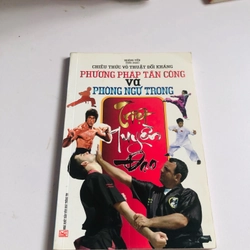 CHIÊU THỨC VÕ THUẬT ĐỐI KHÁNG
PHƯƠNG PHÁP TẤN CÔNG
VÀ
PHÒNG NGỰ TRONG
Triệt
Quyền
Đạo